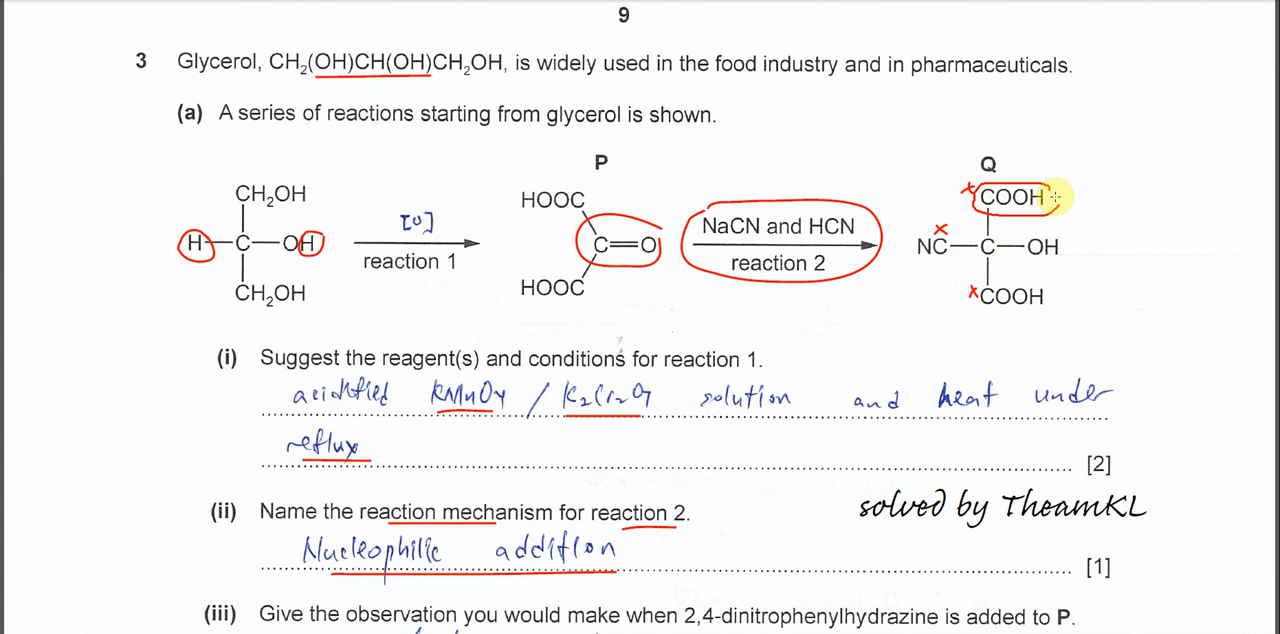 9
3 Glycerol, CH₂(OH)CH(OH)CH₂OH, is widely used in the food industry and in pharmaceuticals.
(a) A series of reactions starting from glycerol is shown.
P
Q
CH₂OH
HOOC
COOH
[O]
NaCN and HCN
H—C—OH
C=O
NC—C—OH
reaction 1
reaction 2
CH₂OH
HOOC
COOH
(i) Suggest the reagent(s) and conditions for reaction 1.
acidified KMnO4 / K2Cr2O7 solution and heat under
reflux
[2]
(ii) Name the reaction mechanism for reaction 2.
solved by TheamKL
Nucleophilic addition
[1]
(iii) Give the observation you would make when 2,4-dinitrophenylhydrazine is added to P.